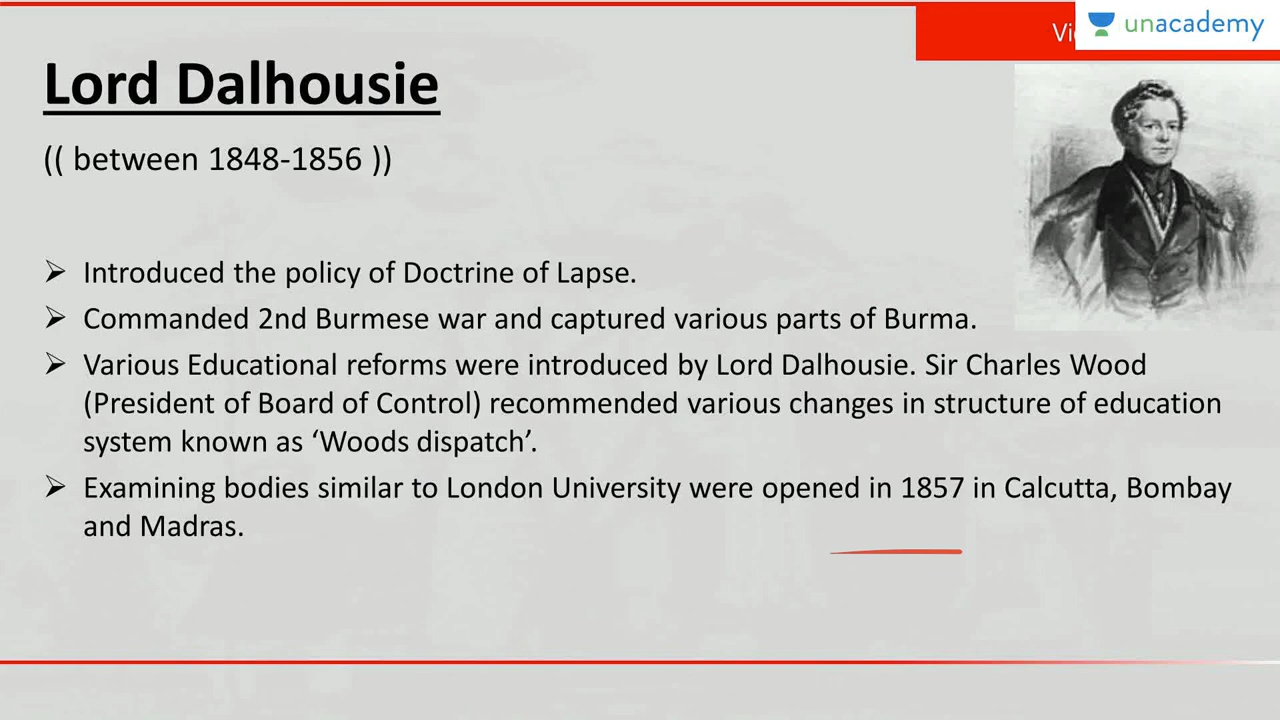 Vi
unacademy
Lord Dalhousie
(( between 1848-1856 ))
➢ Introduced the policy of Doctrine of Lapse.
➢ Commanded 2nd Burmese war and captured various parts of Burma.
➢ Various Educational reforms were introduced by Lord Dalhousie. Sir Charles Wood
(President of Board of Control) recommended various changes in structure of education
system known as ‘Woods dispatch’.
➢ Examining bodies similar to London University were opened in 1857 in Calcutta, Bombay
and Madras.